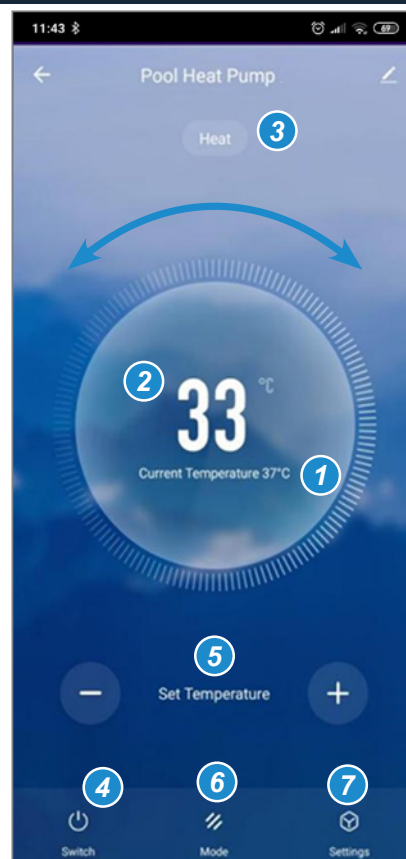 11:43 69
Pool Heat Pump
Heat 3
2
33 °C
Current Temperature 37°C 1
5
Set Temperature
4 6 7
Switch Mode Settings